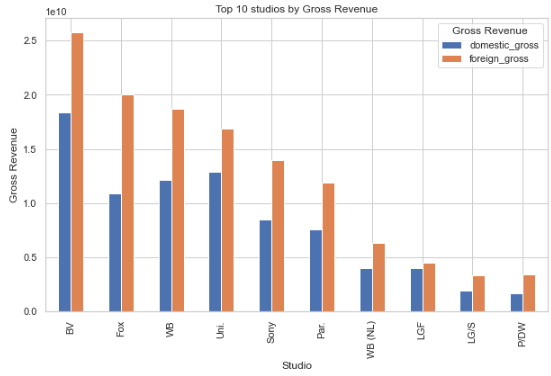 Top 10 studios by Gross Revenue
1e10
Gross Revenue
domestic_gross
foreign_gross
2.5
2.0
1.5
1.0
0.5
0.0
Gross Revenue
BV
Fox
WB
Uni.
Sony
Par.
WB (NL)
LGF
LG/S
P/DW
Studio